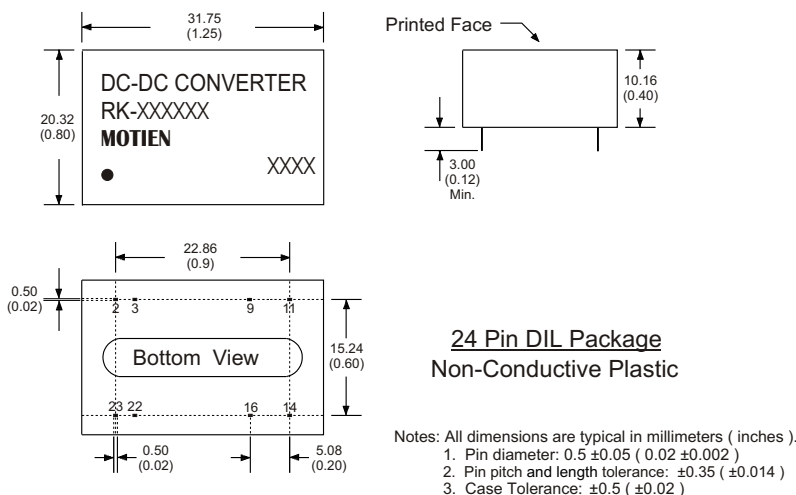 31.75
(1.25)
Printed Face
DC-DC CONVERTER
RK-XXXXXX
MOTIEN
XXXX
20.32
(0.80)
10.16
(0.40)
3.00
(0.12)
Min.
22.86
(0.9)
0.50
(0.02)
2 3 9 11
Bottom View
15.24
(0.60)
23 22 16 14
0.50
(0.02)
5.08
(0.20)
24 Pin DIL Package
Non-Conductive Plastic
Notes: All dimensions are typical in millimeters ( inches ).
1. Pin diameter: 0.5 ±0.05 ( 0.02 ±0.002 )
2. Pin pitch and length tolerance: ±0.35 ( ±0.014 )
3. Case Tolerance: ±0.5 ( ±0.02 )